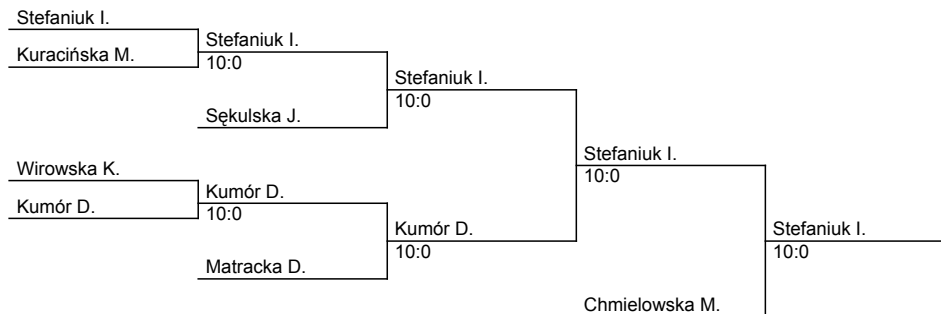 Stefaniuk I.
Kuracińska M.
Stefaniuk I.
10:0
Sękulska J.
Stefaniuk I.
10:0
Wirowska K.
Kumór D.
Kumór D.
10:0
Matracka D.
Kumór D.
10:0
Stefaniuk I.
10:0
Chmielowska M.
Stefaniuk I.
10:0